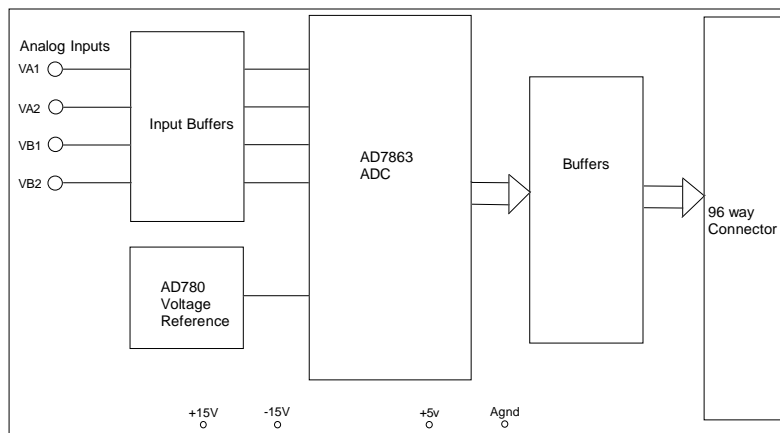 Analog Inputs
VA1
VA2
VB1
VB2
Input Buffers
AD7863
ADC
Buffers
96 way
Connector
AD780
Voltage
Reference
+15V
-15V
+5v
Agnd